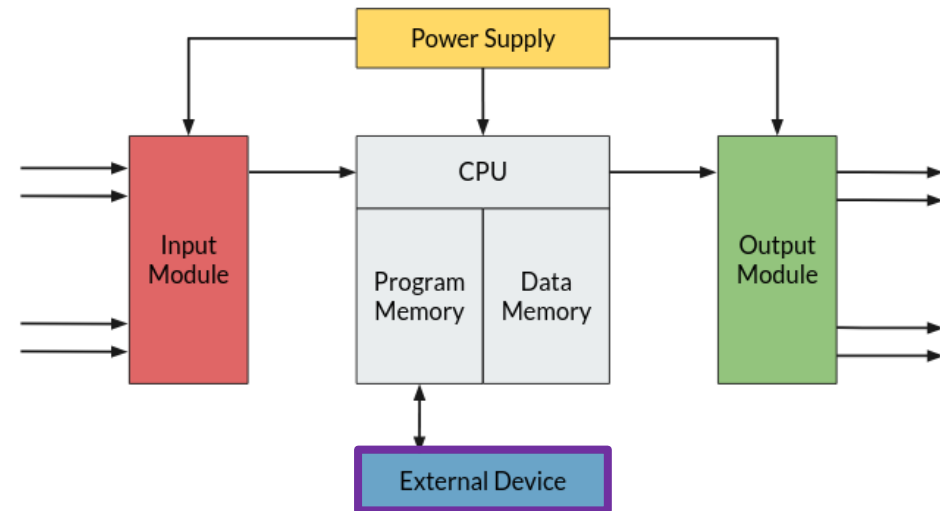 Power Supply
CPU
Input
Module
Program
Memory
Data
Memory
Output
Module
External Device